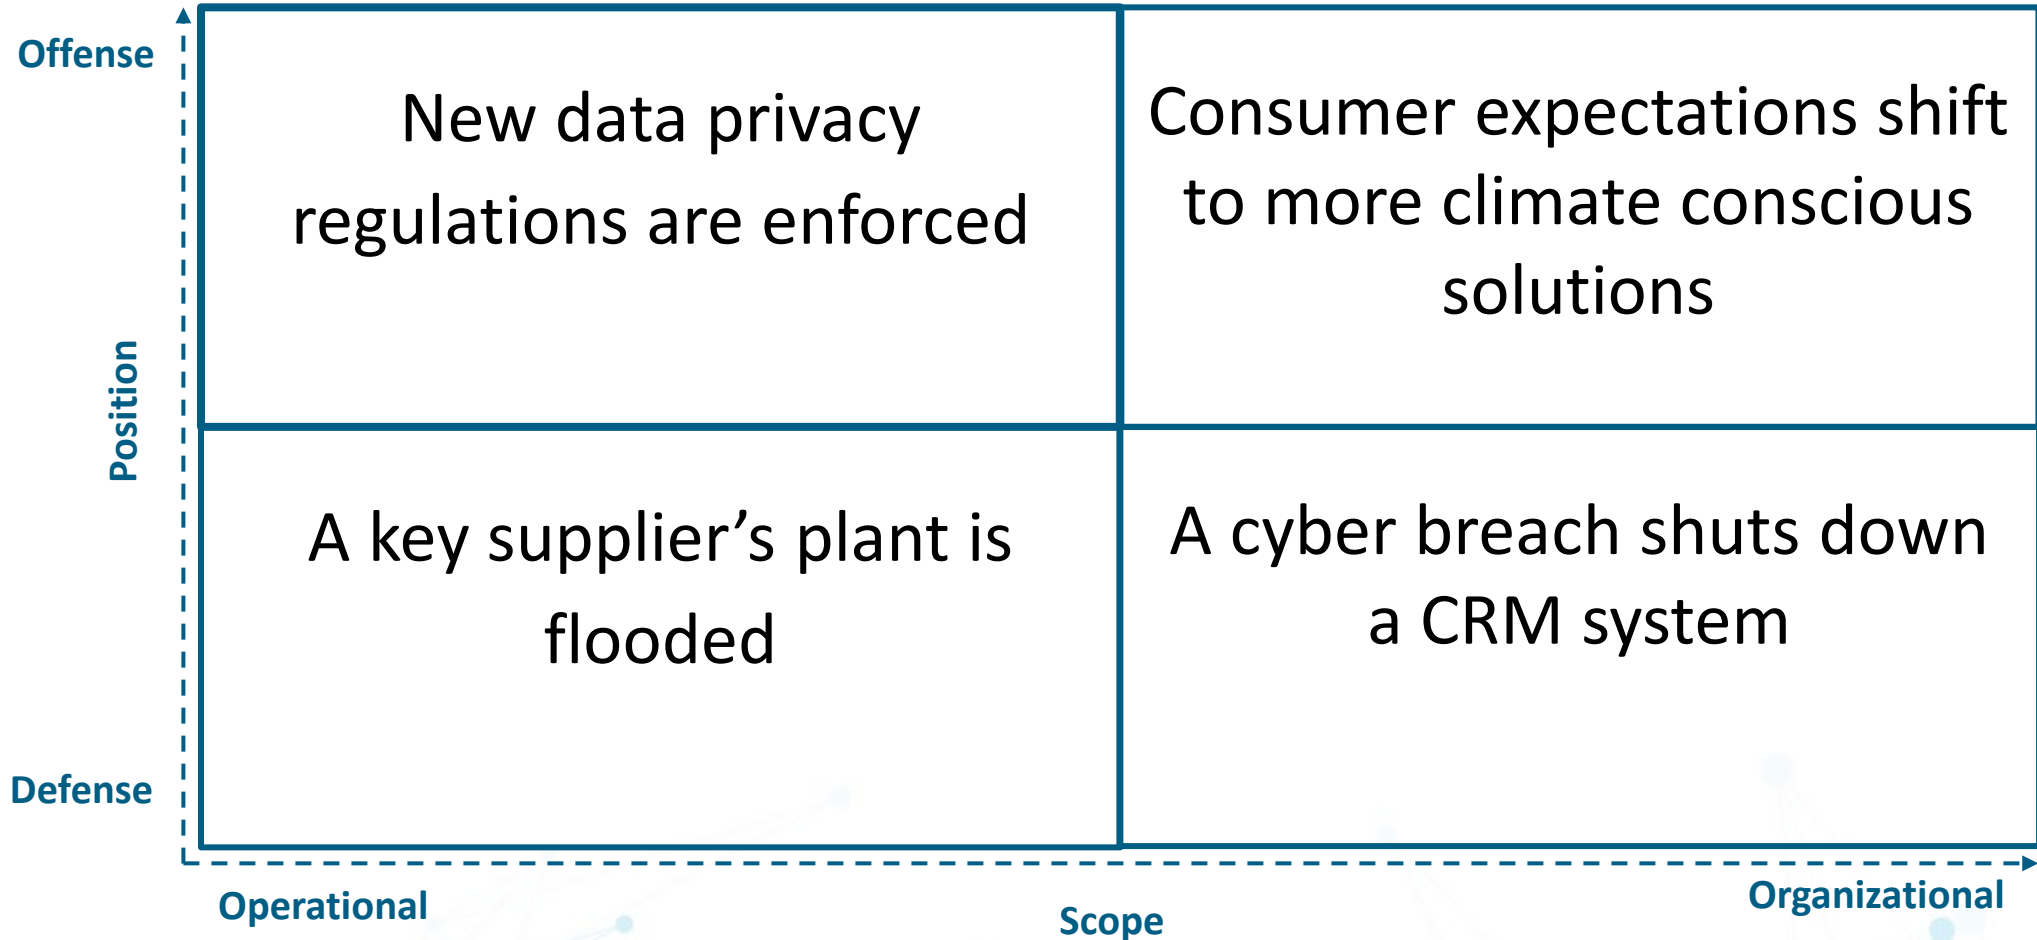 Offense
New data privacy
regulations are enforced
Consumer expectations shift
to more climate conscious
solutions
Position
A key supplier’s plant is
flooded
A cyber breach shuts down
a CRM system
Defense
Operational
Scope
Organizational